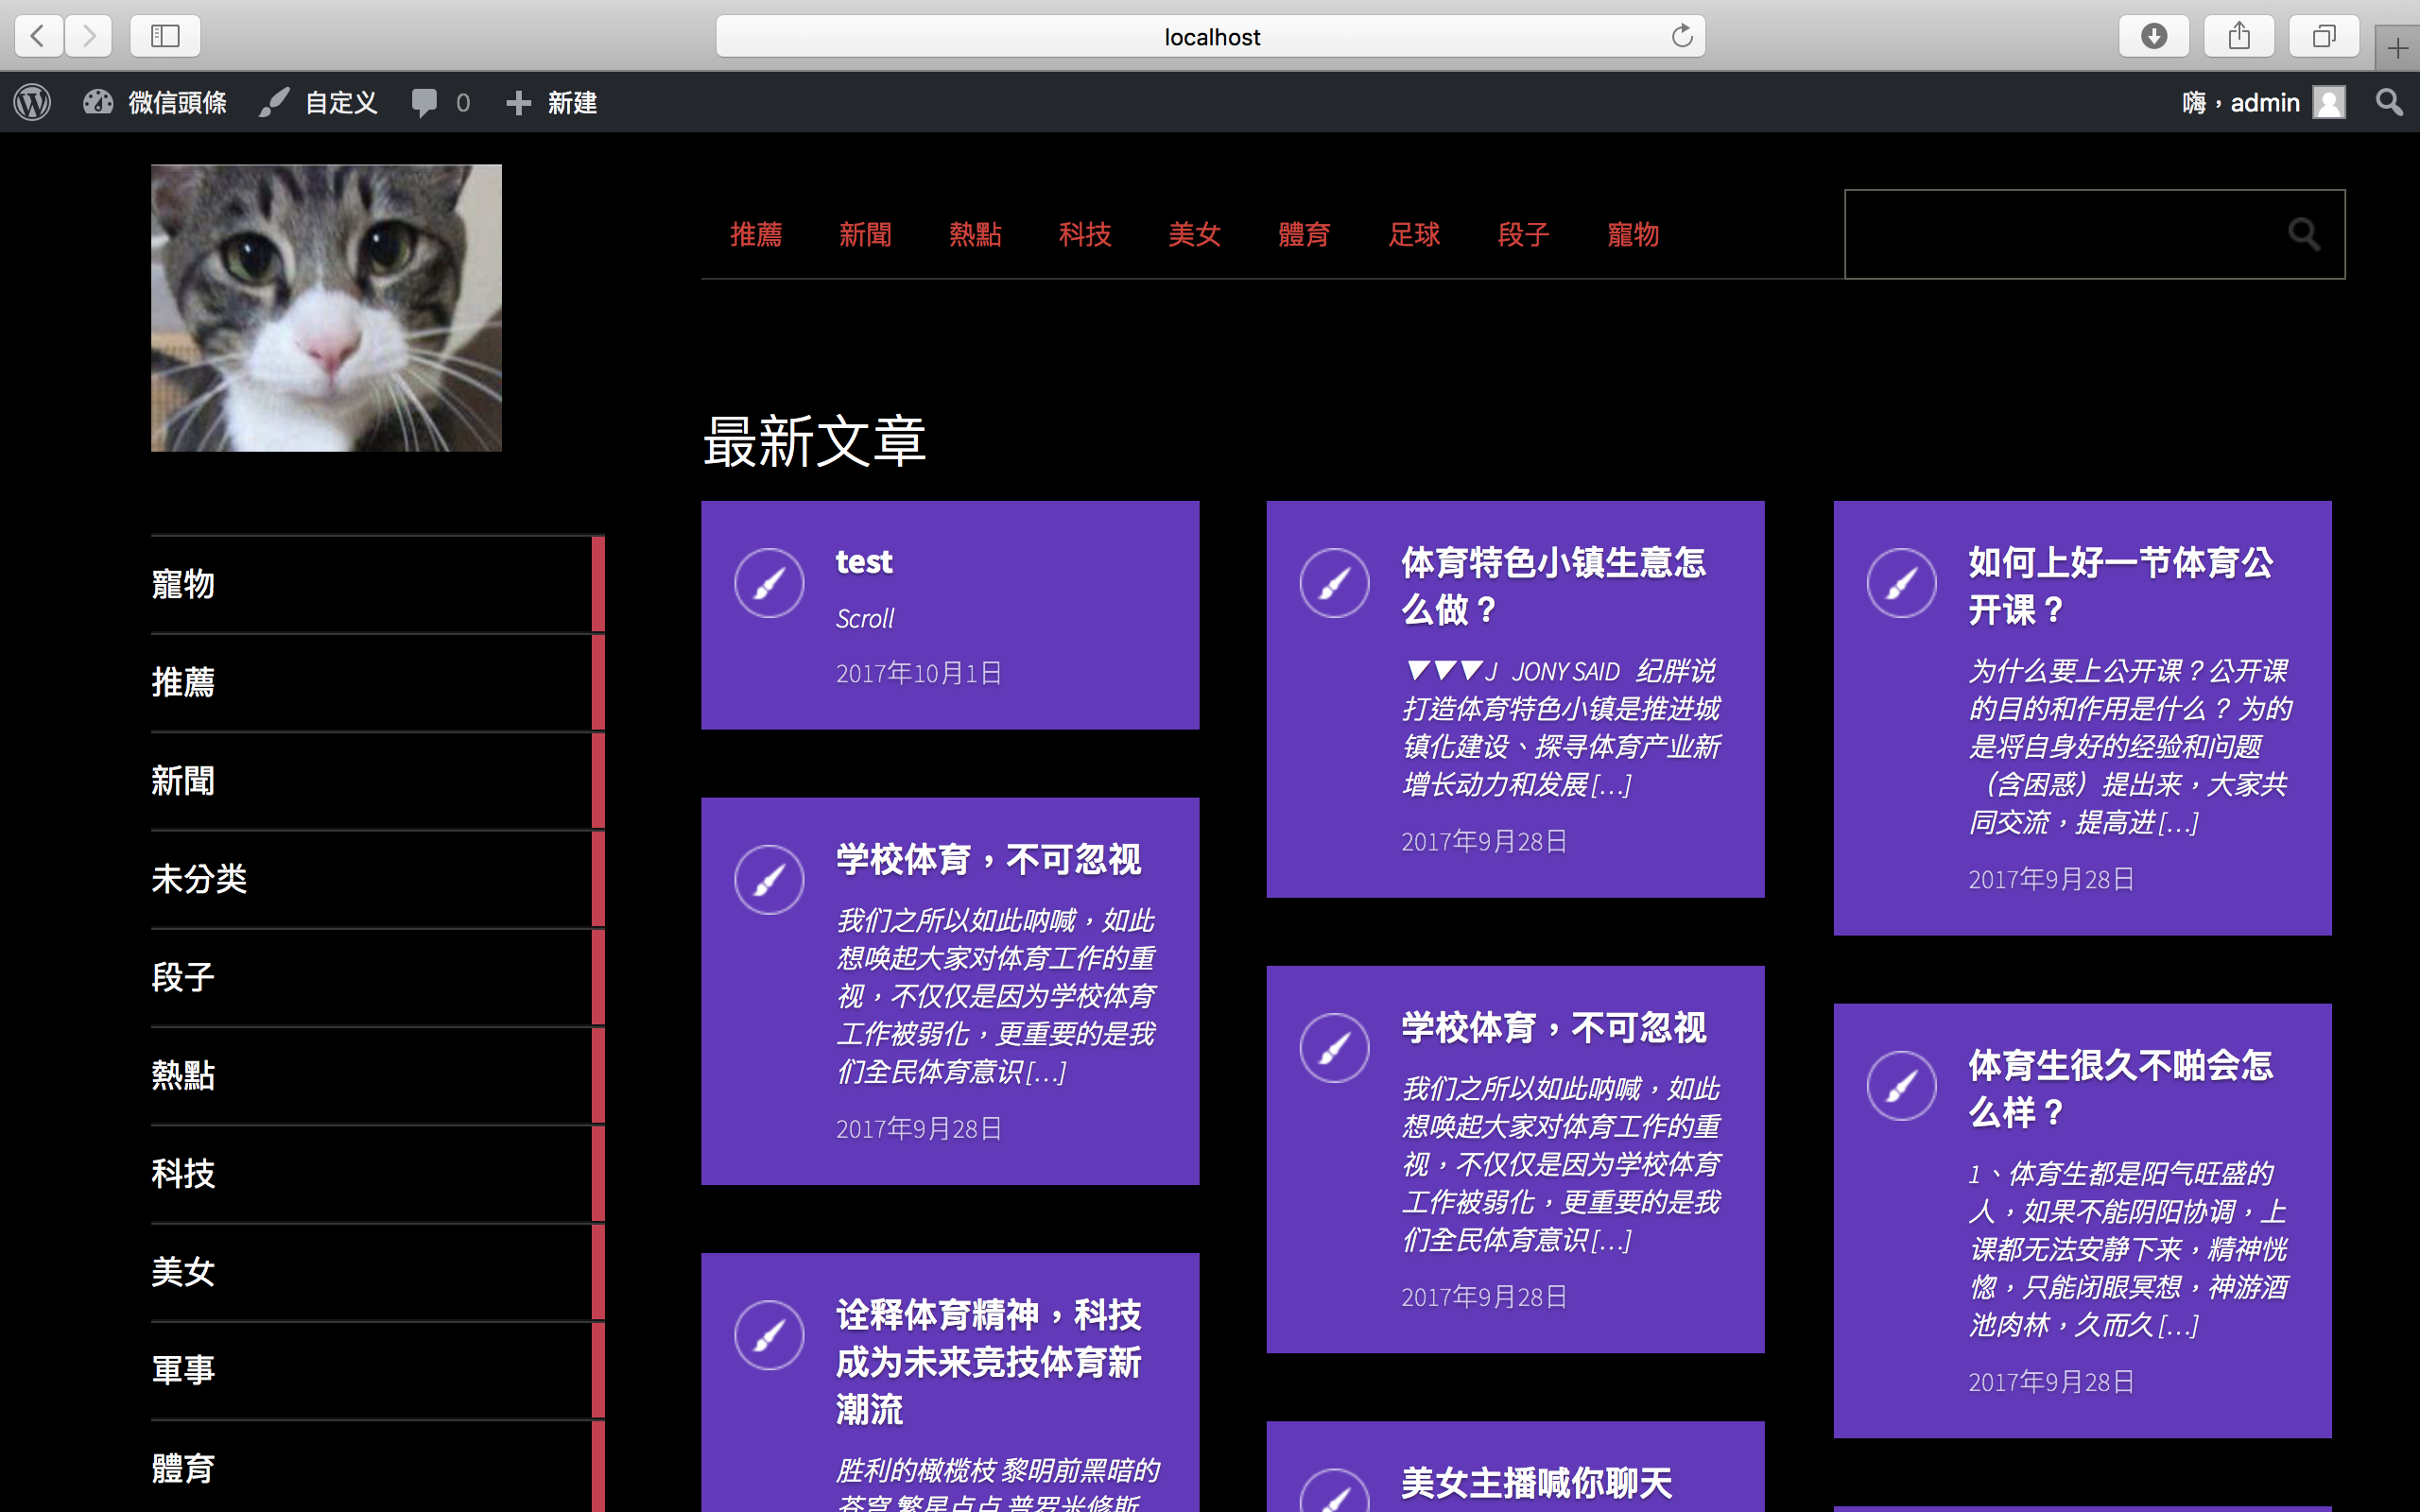 localhost
微信頭條 自定义 0 新建 嗨，admin
推薦 新聞 熱點 科技 美女 體育 足球 段子 寵物
寵物
推薦
新聞
未分类
段子
熱點
科技
美女
軍事
體育
最新文章
test
Scroll
2017年10月1日
学校体育，不可忽视
我们之所以如此呐喊，如此
想唤起大家对体育工作的重
视，不仅仅是因为学校体育
工作被弱化，更重要的是我
们全民体育意识 […]
2017年9月28日
诠释体育精神，科技
成为未来竞技体育新
潮流
胜利的橄榄枝 黎明前黑暗的
苍穹 繁星点点 普罗米修斯
体育特色小镇生意怎
么做？
▼▼▼J JONY SAID 纪胖说
打造体育特色小镇是推进城
镇化建设、探寻体育产业新
增长动力和发展 […]
2017年9月28日
学校体育，不可忽视
我们之所以如此呐喊，如此
想唤起大家对体育工作的重
视，不仅仅是因为学校体育
工作被弱化，更重要的是我
们全民体育意识 […]
2017年9月28日
美女主播喊你聊天
如何上好一节体育公
开课？
为什么要上公开课？公开课
的目的和作用是什么？ 为的
是将自身好的经验和问题
（含困惑）提出来，大家共
同交流，提高进 […]
2017年9月28日
体育生很久不啪会怎
么样？
1、体育生都是阳气旺盛的
人，如果不能阴阳协调，上
课都无法安静下来，精神恍
惚，只能闭眼冥想，神游酒
池肉林，久而久 […]
2017年9月28日